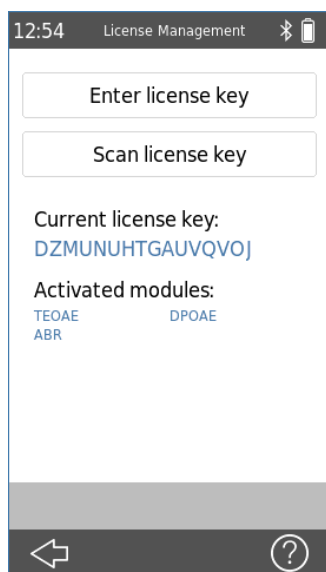 12:54 License Management
Enter license key
Scan license key
Current license key:
DZMUNUHTGAUVQVOJ
Activated modules:
TEOAE DPOAE
ABR
?